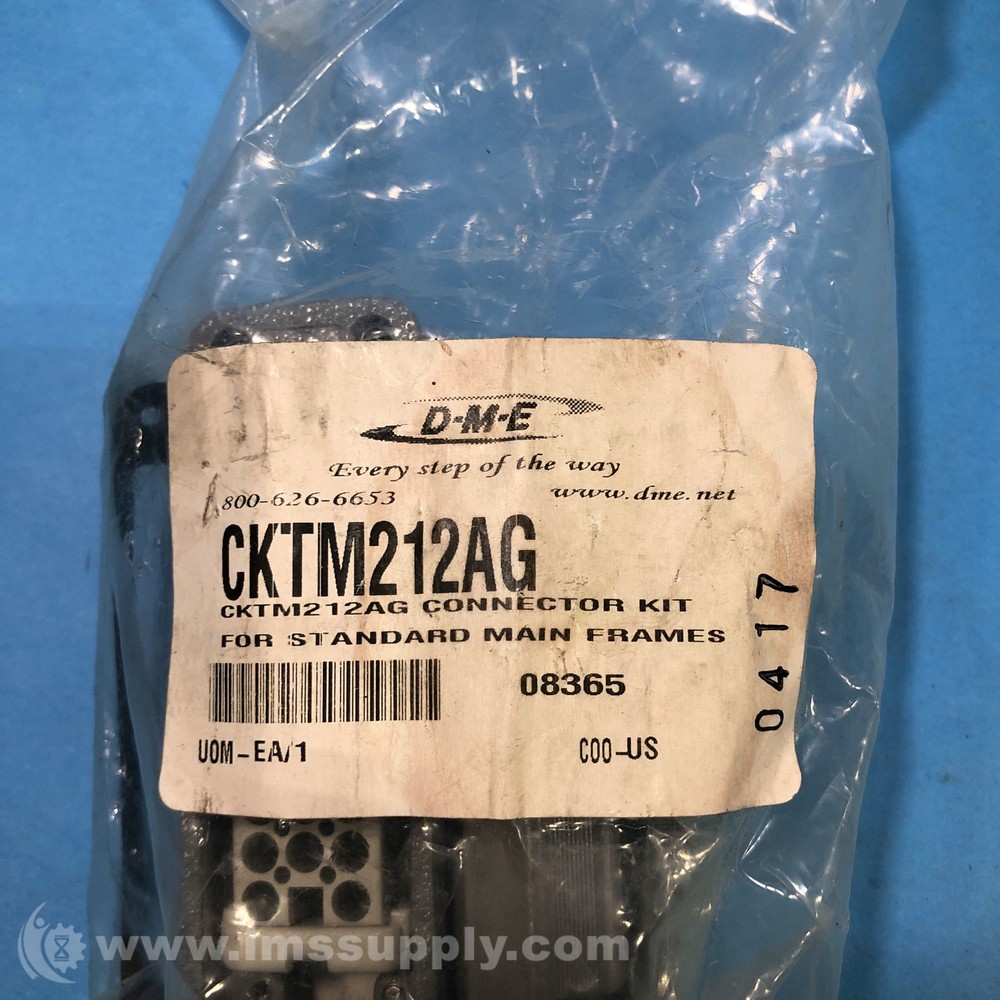 D-M-E
Every step of the way
800-626-6653 www.dme.net
CKTM212AG
CKTM212AG CONNECTOR KIT
FOR STANDARD MAIN FRAMES
08365
UOM-EA/1 COO-US
0417
www.imssupply.com